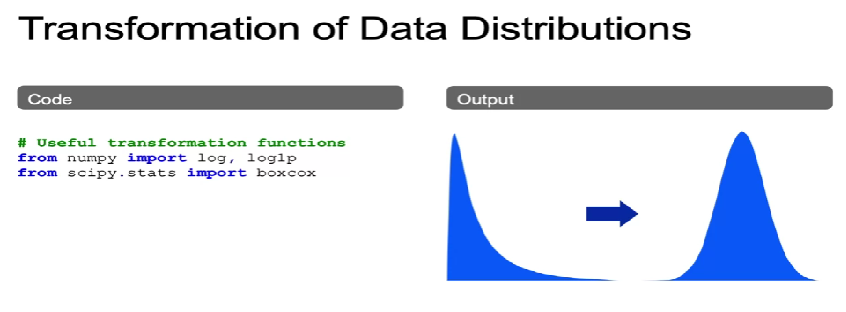 Transformation of Data Distributions
Code
# Useful transformation functions
from numpy import log, log1p
from scipy.stats import boxcox
Output